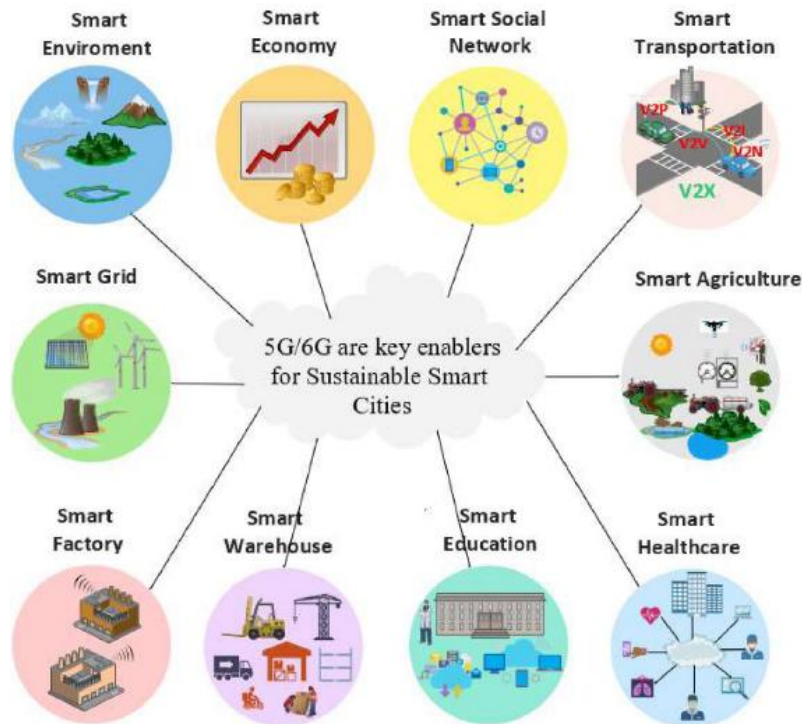 Smart
Enviroment
Smart
Economy
Smart Social
Network
Smart
Transportation
V2P
V2V
V2I
V2N
V2X
Smart Grid
5G/6G are key enablers
for Sustainable Smart
Cities
Smart Agriculture
Smart
Factory
Smart
Warehouse
Smart
Education
Smart
Healthcare